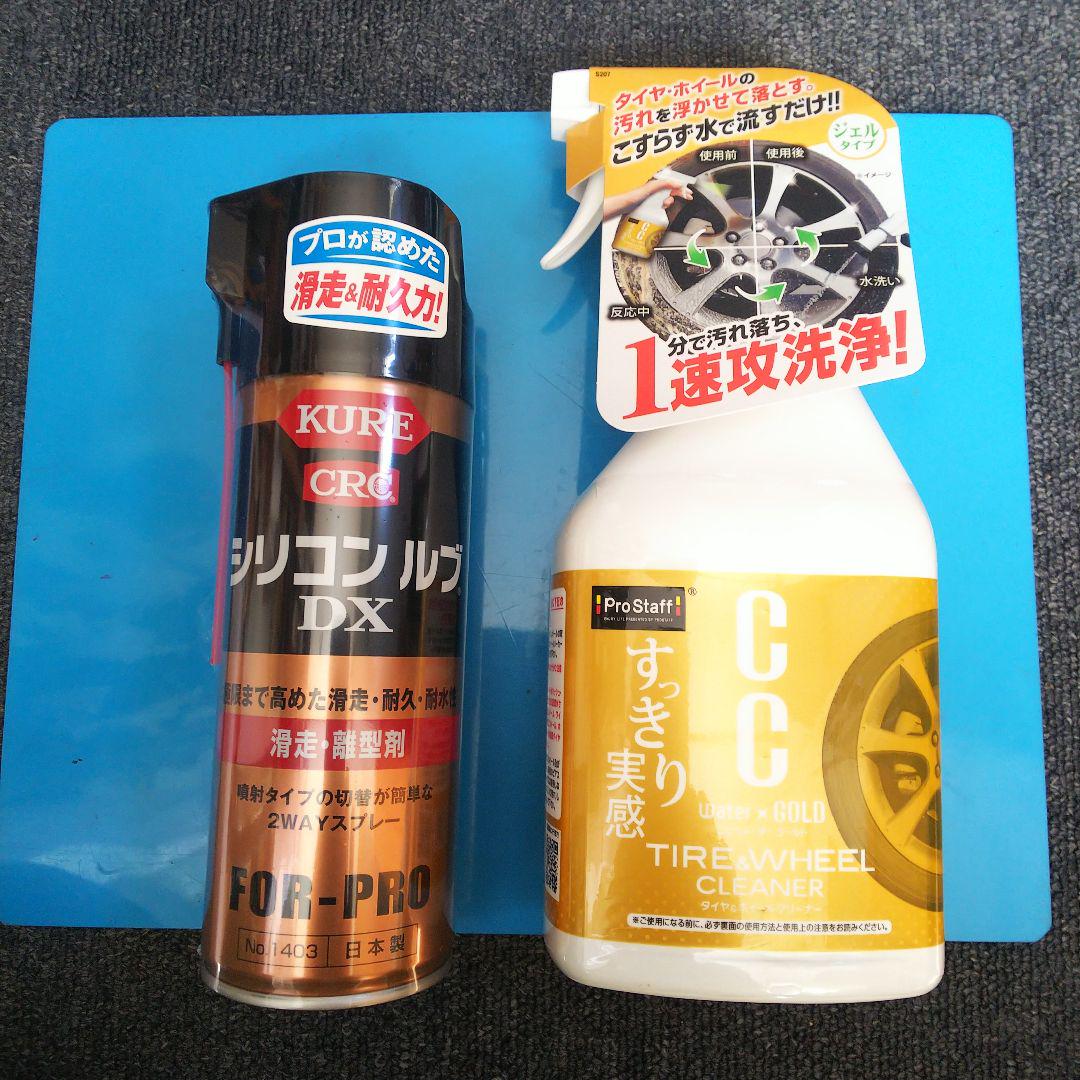 プロが認めた
滑走&耐久力!
KURE
CRC®
シリコンルブ
DX
限まで高めた滑走・耐久・耐水性
滑走・離型剤
噴射タイプの切替が簡単な
2WAYスプレー
FOR-PRO
No.1403 日本製
S207
タイヤ・ホイールの
汚れを浮かせて落とす。
こすらず水で流すだけ!!
ジェル
タイプ
使用前 使用後
※イメージ
反応中 水洗い
1分で汚れ落ち、
速攻洗浄!
ProStaff®
ENJOY LIFE PRESENTED BY PROSTAFF
すっきり
実感
CC
water×GOLD
TIRE&WHEEL
CLEANER
タイヤ&ホイールクリーナー
※ご使用になる前に、必ず裏面の使用方法と使用上の注意をお読みください。